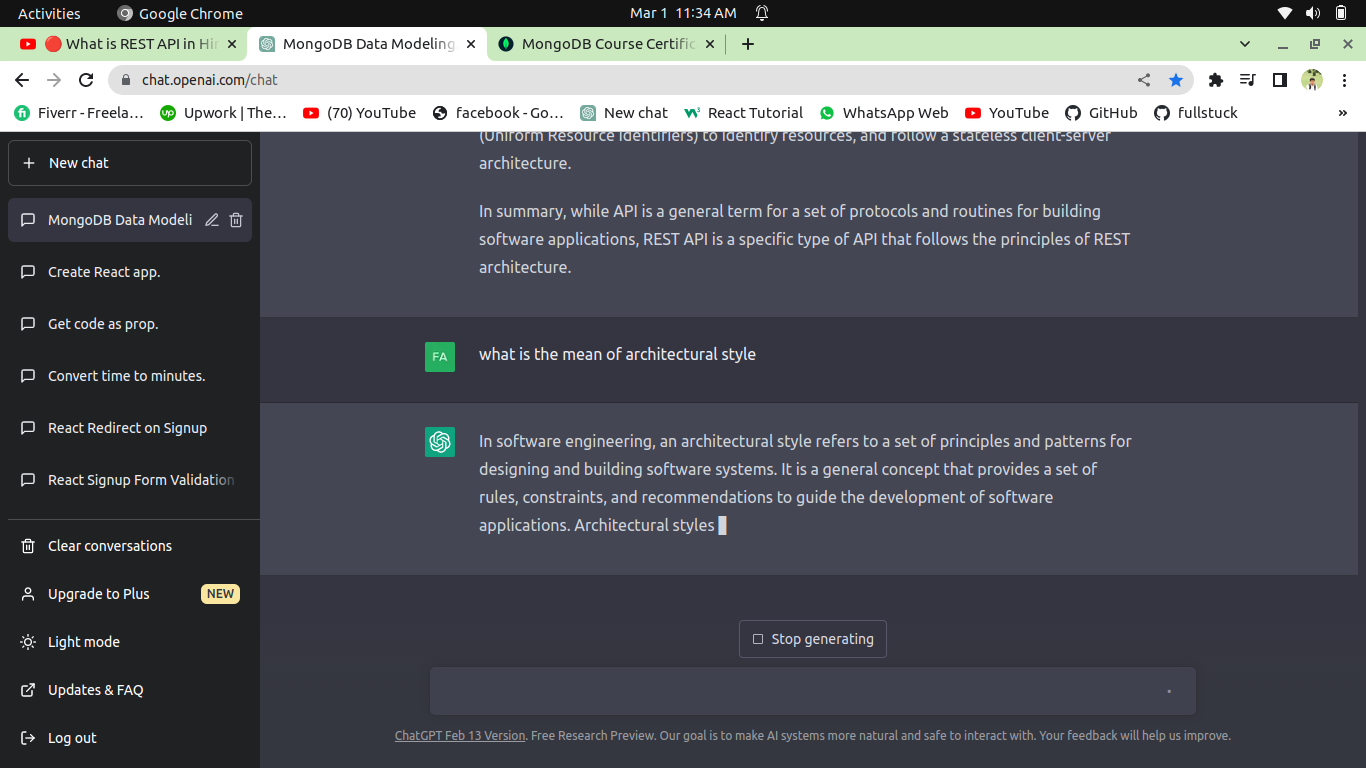 Activities
Google Chrome
Mar 1 11:34 AM
What is REST API in Hin
MongoDB Data Modeling
MongoDB Course Certific
chat.openai.com/chat
Fiverr - Freela…
Upwork | The…
(70) YouTube
facebook - Go…
New chat
React Tutorial
WhatsApp Web
YouTube
GitHub
fullstuck
»
New chat
MongoDB Data Modeli
Create React app.
Get code as prop.
Convert time to minutes.
React Redirect on Signup
React Signup Form Validation
Clear conversations
Upgrade to Plus NEW
Light mode
Updates & FAQ
Log out
(Uniform Resource Identifiers) to identify resources, and follow a stateless client-server
architecture.
In summary, while API is a general term for a set of protocols and routines for building
software applications, REST API is a specific type of API that follows the principles of REST
architecture.
FA
what is the mean of architectural style
In software engineering, an architectural style refers to a set of principles and patterns for
designing and building software systems. It is a general concept that provides a set of
rules, constraints, and recommendations to guide the development of software
applications. Architectural styles
Stop generating
ChatGPT Feb 13 Version. Free Research Preview. Our goal is to make AI systems more natural and safe to interact with. Your feedback will help us improve.